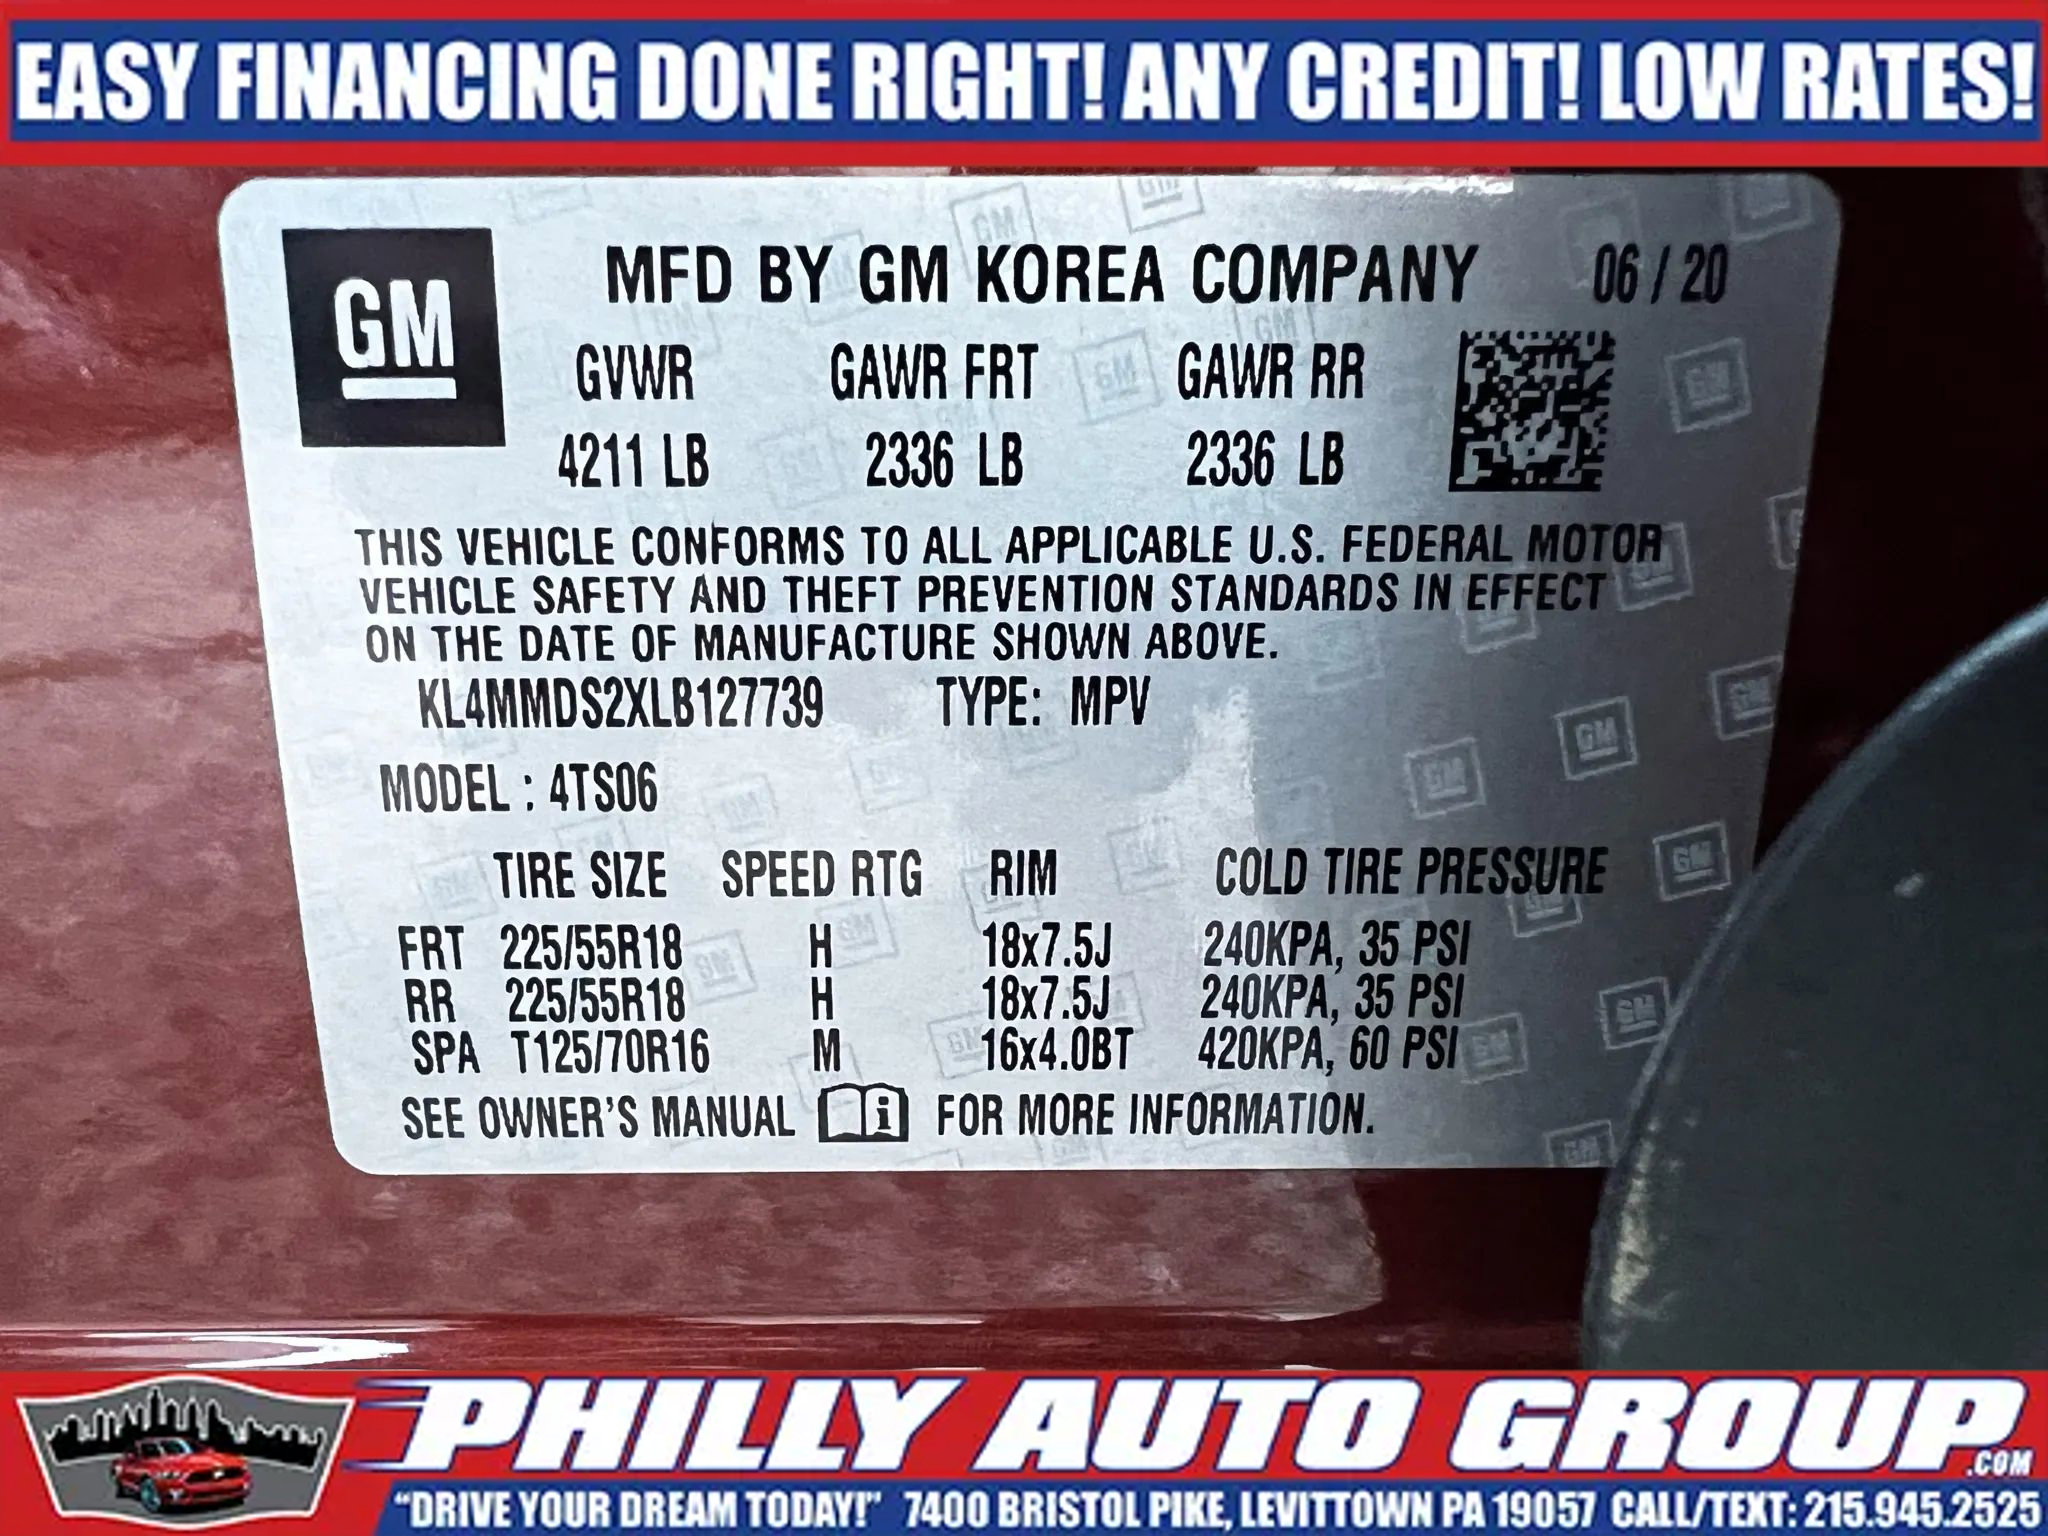 EASY FINANCING DONE RIGHT! ANY CREDIT! LOW RATES!
GM
MFD BY GM KOREA COMPANY 06 / 20
GVWR GAWR FRT GAWR RR
4211 LB 2336 LB 2336 LB
THIS VEHICLE CONFORMS TO ALL APPLICABLE U.S. FEDERAL MOTOR
VEHICLE SAFETY AND THEFT PREVENTION STANDARDS IN EFFECT
ON THE DATE OF MANUFACTURE SHOWN ABOVE.
KL4MMDS2XLB127739 TYPE: MPV
MODEL : 4TS06
TIRE SIZE SPEED RTG RIM COLD TIRE PRESSURE
FRT 225/55R18 H 18x7.5J 240KPA, 35 PSI
RR 225/55R18 H 18x7.5J 240KPA, 35 PSI
SPA T125/70R16 M 16x4.0BT 420KPA, 60 PSI
SEE OWNER'S MANUAL i FOR MORE INFORMATION.
PHILLY AUTO GROUP.COM
"DRIVE YOUR DREAM TODAY!" 7400 BRISTOL PIKE, LEVITTOWN PA 19057 CALL/TEXT: 215.945.2525